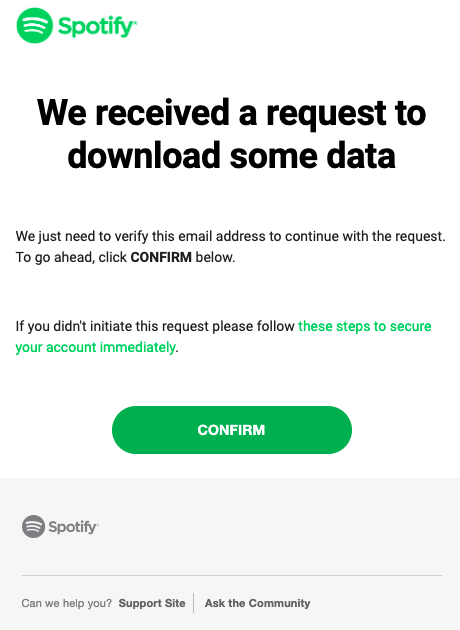 Spotify®
We received a request to
download some data
We just need to verify this email address to continue with the request.
To go ahead, click CONFIRM below.
If you didn't initiate this request please follow these steps to secure
your account immediately.
CONFIRM
Spotify®
Can we help you? Support Site Ask the Community